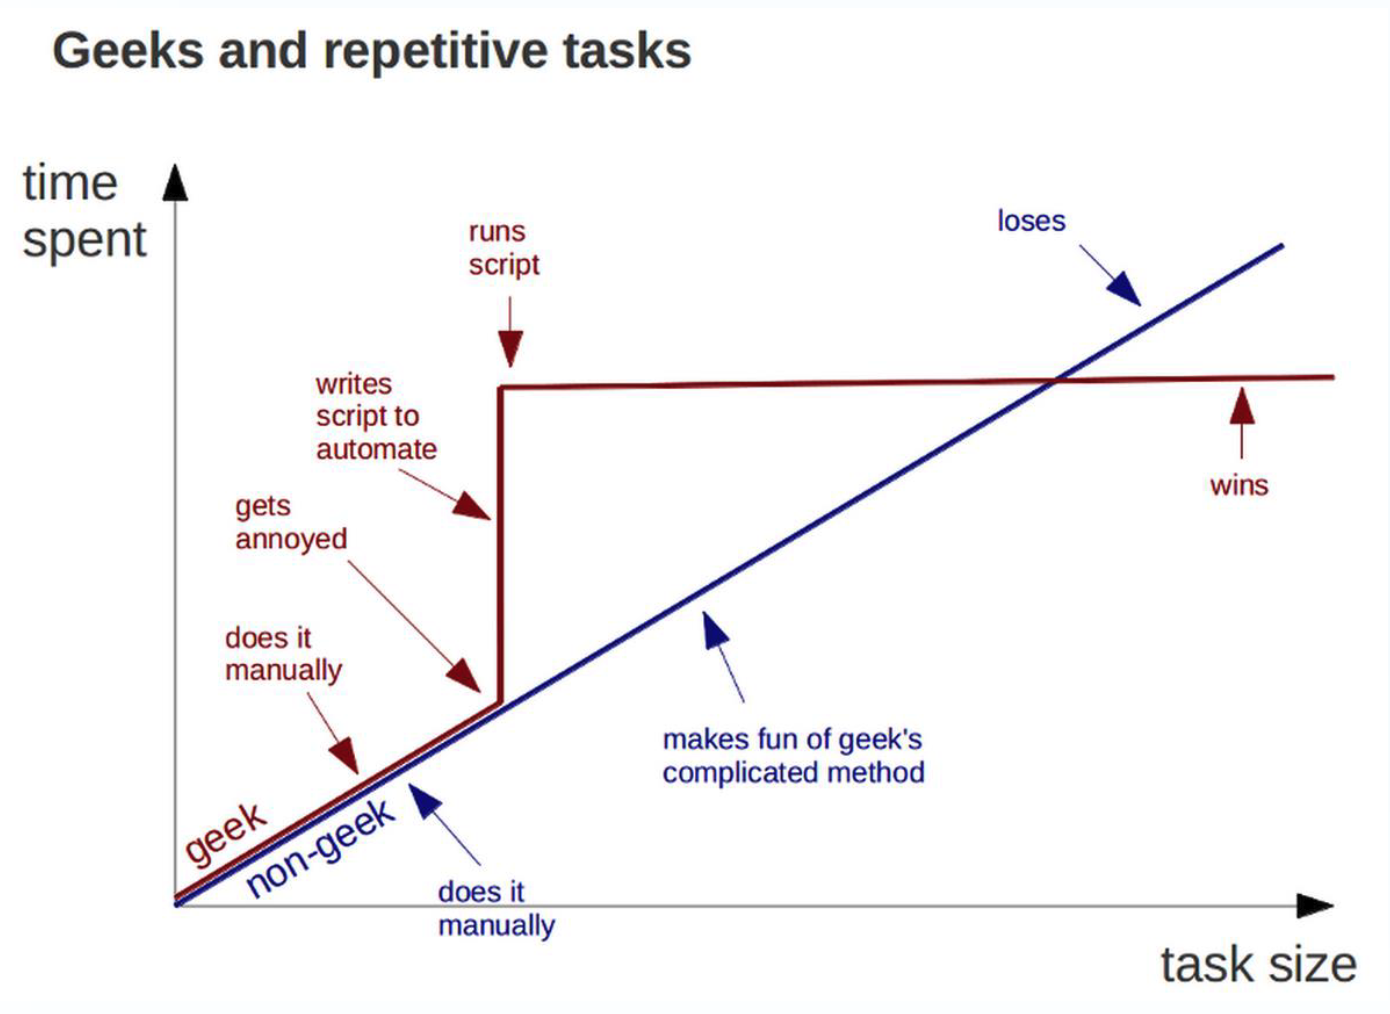 Geeks and repetitive tasks
time
spent
runs
script
loses
writes
script to
automate
wins
gets
annoyed
does it
manually
makes fun of geek's
complicated method
geek
non-geek
does it
manually
task size